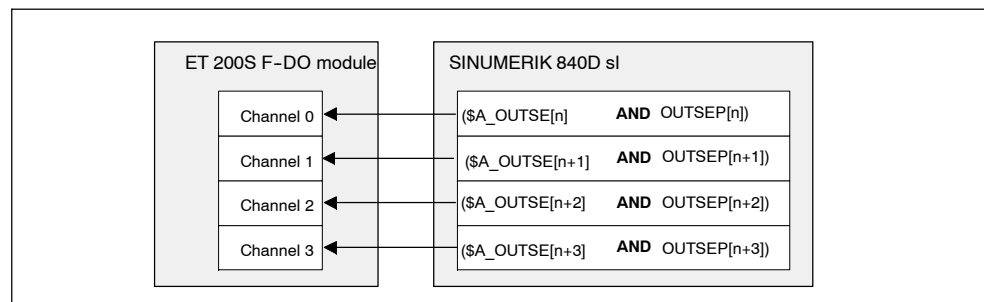 ET 200S F-DO module SINUMERIK 840D sl
Channel 0 ($A_OUTSE[n] AND OUTSEP[n])
Channel 1 ($A_OUTSE[n+1] AND OUTSEP[n+1])
Channel 2 ($A_OUTSE[n+2] AND OUTSEP[n+2])
Channel 3 ($A_OUTSE[n+3] AND OUTSEP[n+3])